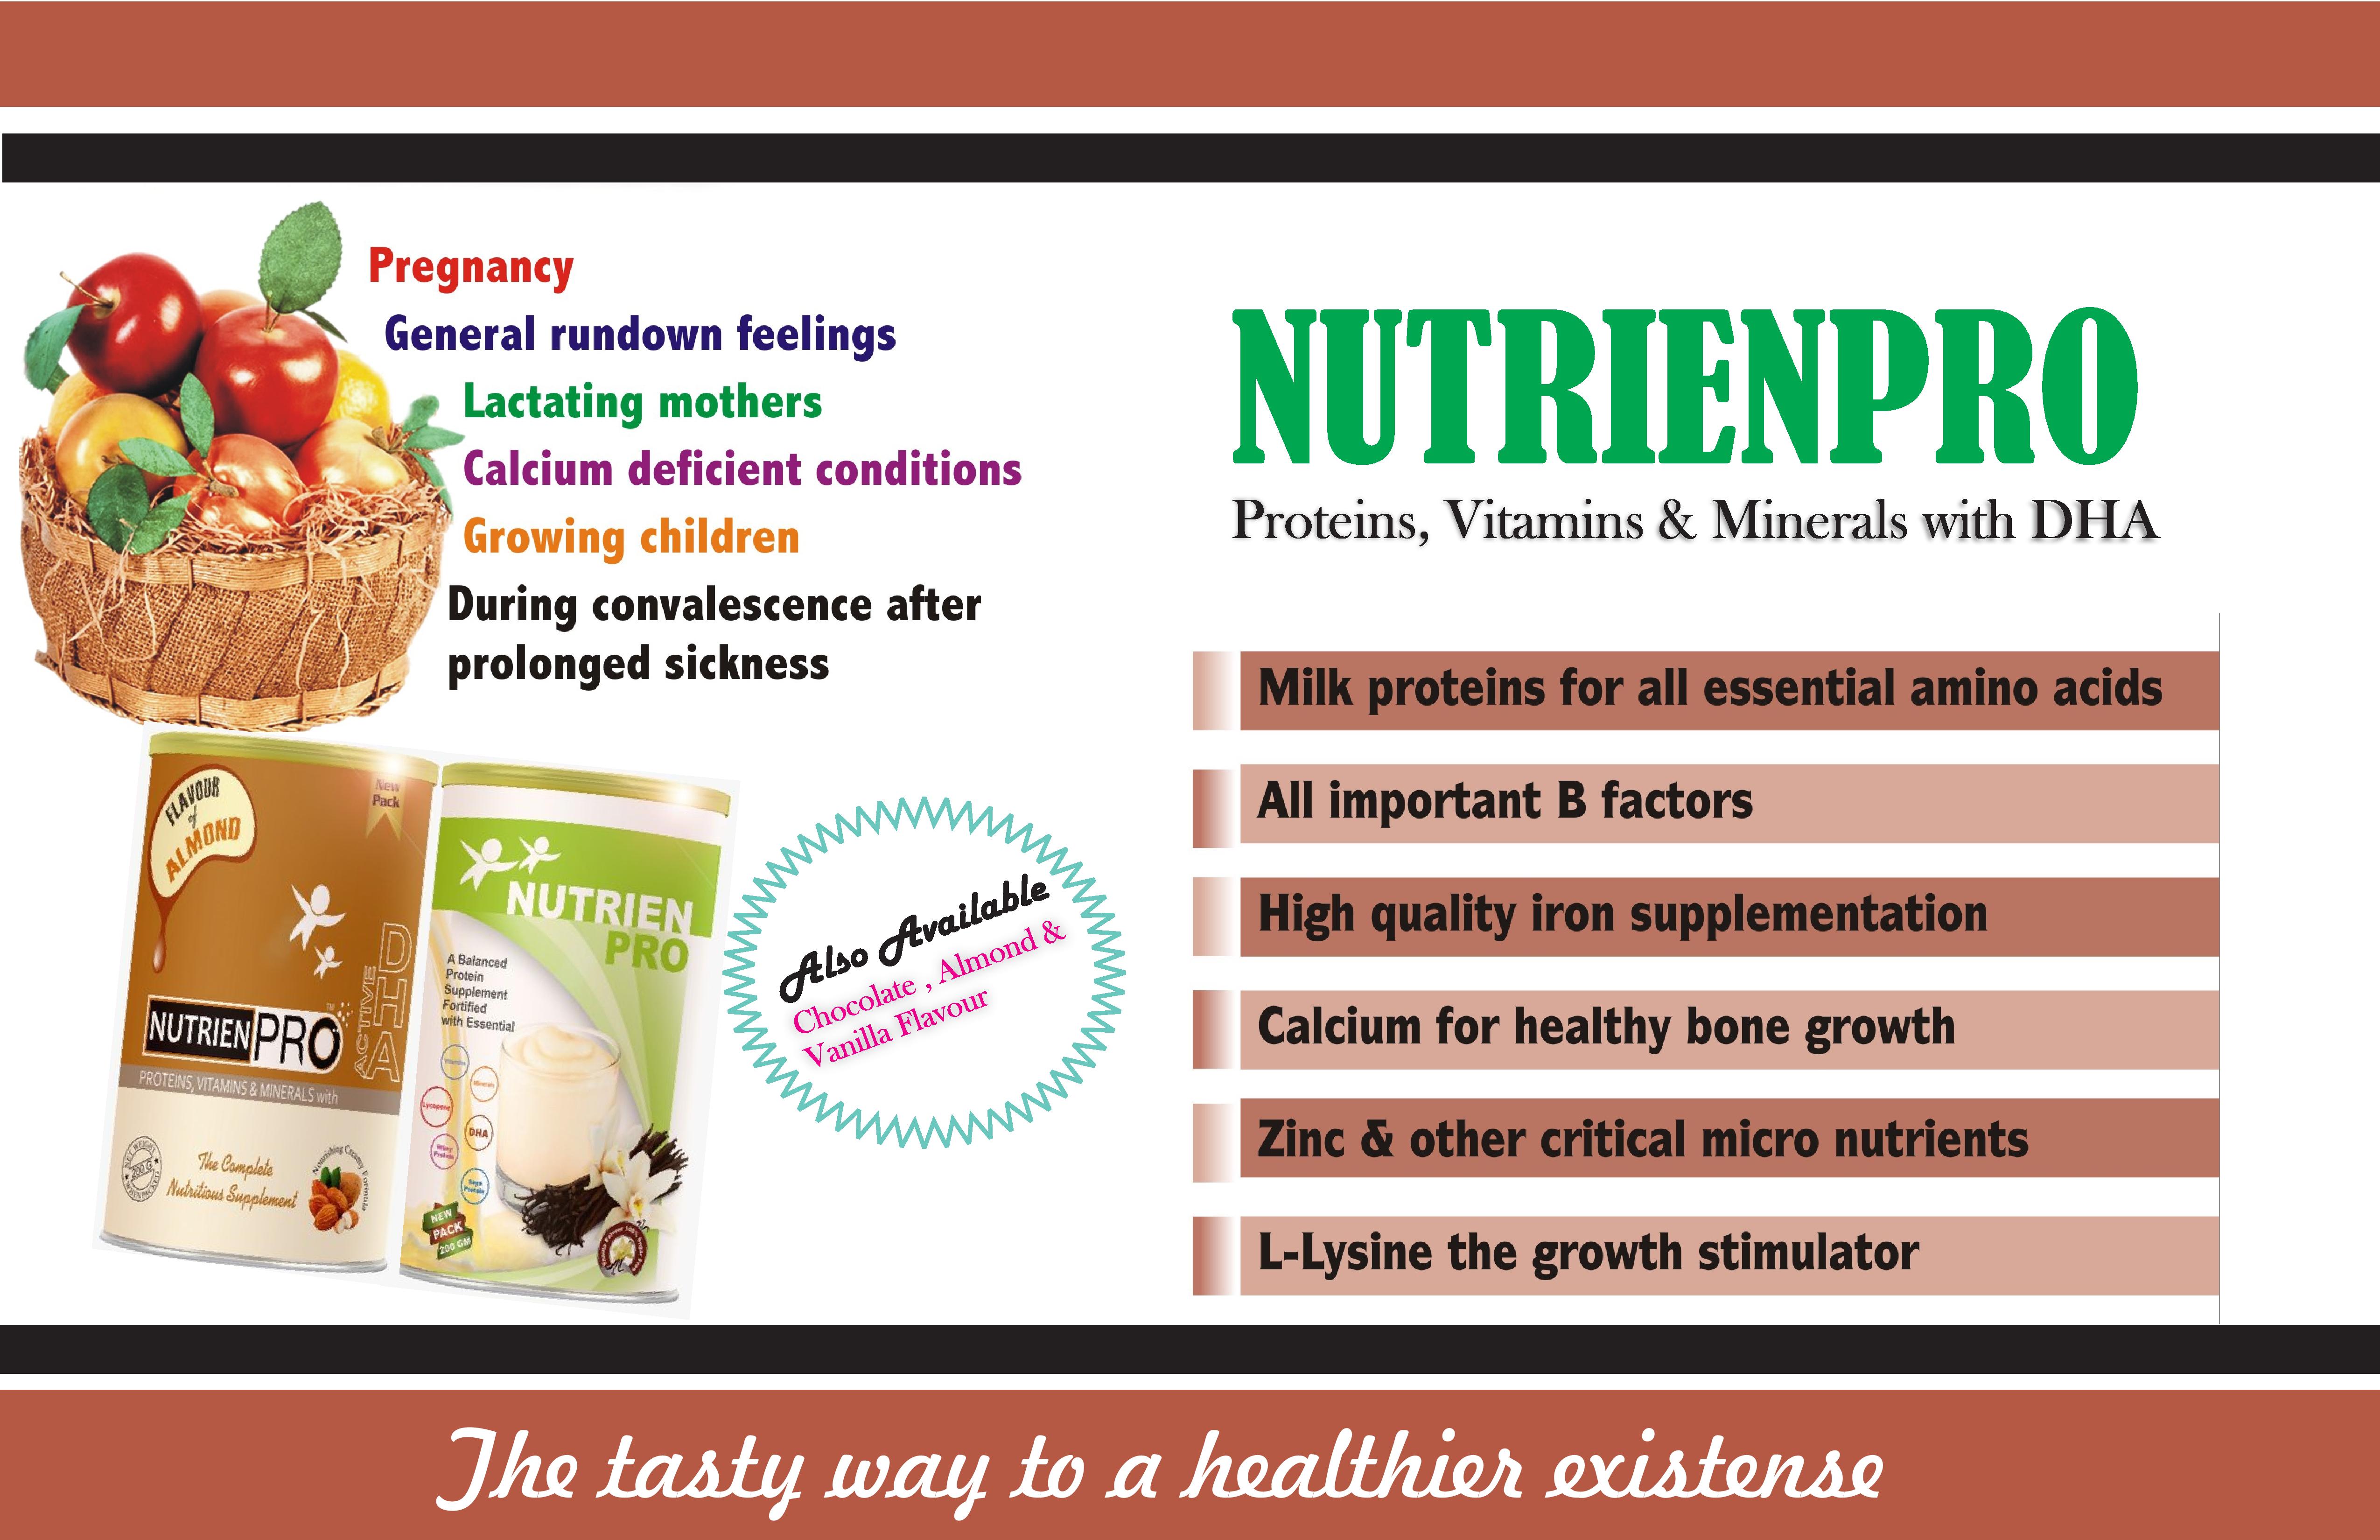 Pregnancy
General rundown feelings
Lactating mothers
Calcium deficient conditions
Growing children
During convalescence after
prolonged sickness
NUTRIENPRO
Proteins, Vitamins & Minerals with DHA
Milk proteins for all essential amino acids
All important B factors
High quality iron supplementation
Calcium for healthy bone growth
Zinc & other critical micro nutrients
L-Lysine the growth stimulator
FLAVOUR
of
ALMOND
New
Pack
NUTRIENPRO
TM
ACTIVE
DHA
PROTEINS, VITAMINS & MINERALS with
NET WEIGHT
200 G
WHEN PACKED
The Complete
Nutritious Supplement
Nourishing Creamy Formula
NUTRIEN
PRO
A Balanced
Protein
Supplement
Fortified
with Essential
Vitamins
Minerals
Lycopene
DHA
Whey
Protein
Soya
Protein
NEW
PACK
200 GM
Also Available
Chocolate , Almond &
Vanilla Flavour
The tasty way to a healthier existense